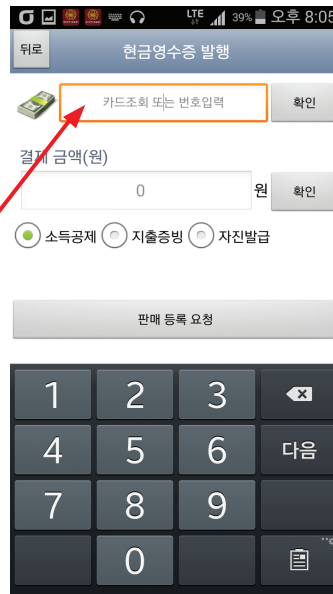 LTE 39% 오후 8:05
뒤로 현금영수증 발행
카드조회 또는 번호입력 확인
결제 금액(원)
0 원 확인
소득공제 지출증빙 자진발급
판매 등록 요청
1 2 3
4 5 6 다음
7 8 9
0